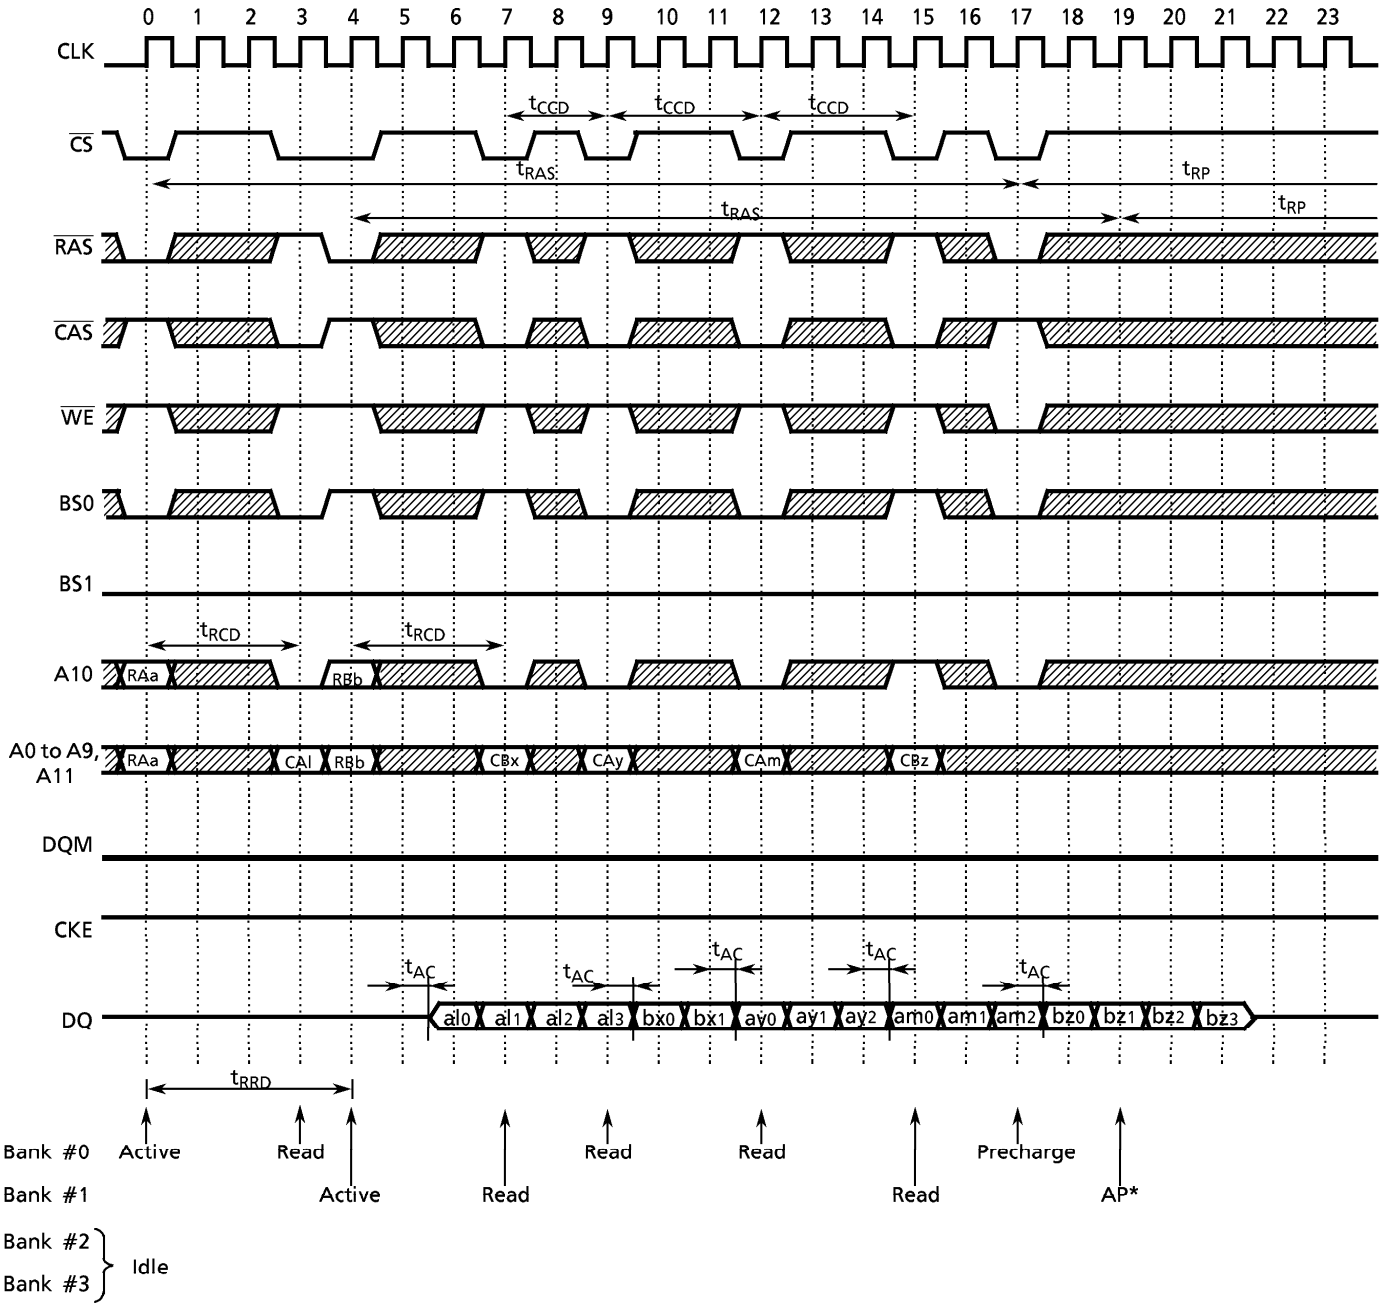 0 1 2 3 4 5 6 7 8 9 10 11 12 13 14 15 16 17 18 19 20 21 22 23
CLK
tCCD tCCD tCCD
CS
tRAS tRP
tRAS tRP
RAS
CAS
WE
BS0
BS1
tRCD tRCD
A10 RAa RBb
A0 to A9,
A11
RAa CAl RBb CBx CAy CAm CBz
DQM
CKE
tAC tAC tAC tAC tAC
DQ al0 al1 al2 al3 bx0 bx1 ay0 ay1 ay2 am0 am1 am2 bz0 bz1 bz2 bz3
tRRD
Bank #0 Active Read Read Read Precharge
Bank #1 Active Read Read AP*
Bank #2
Idle
Bank #3